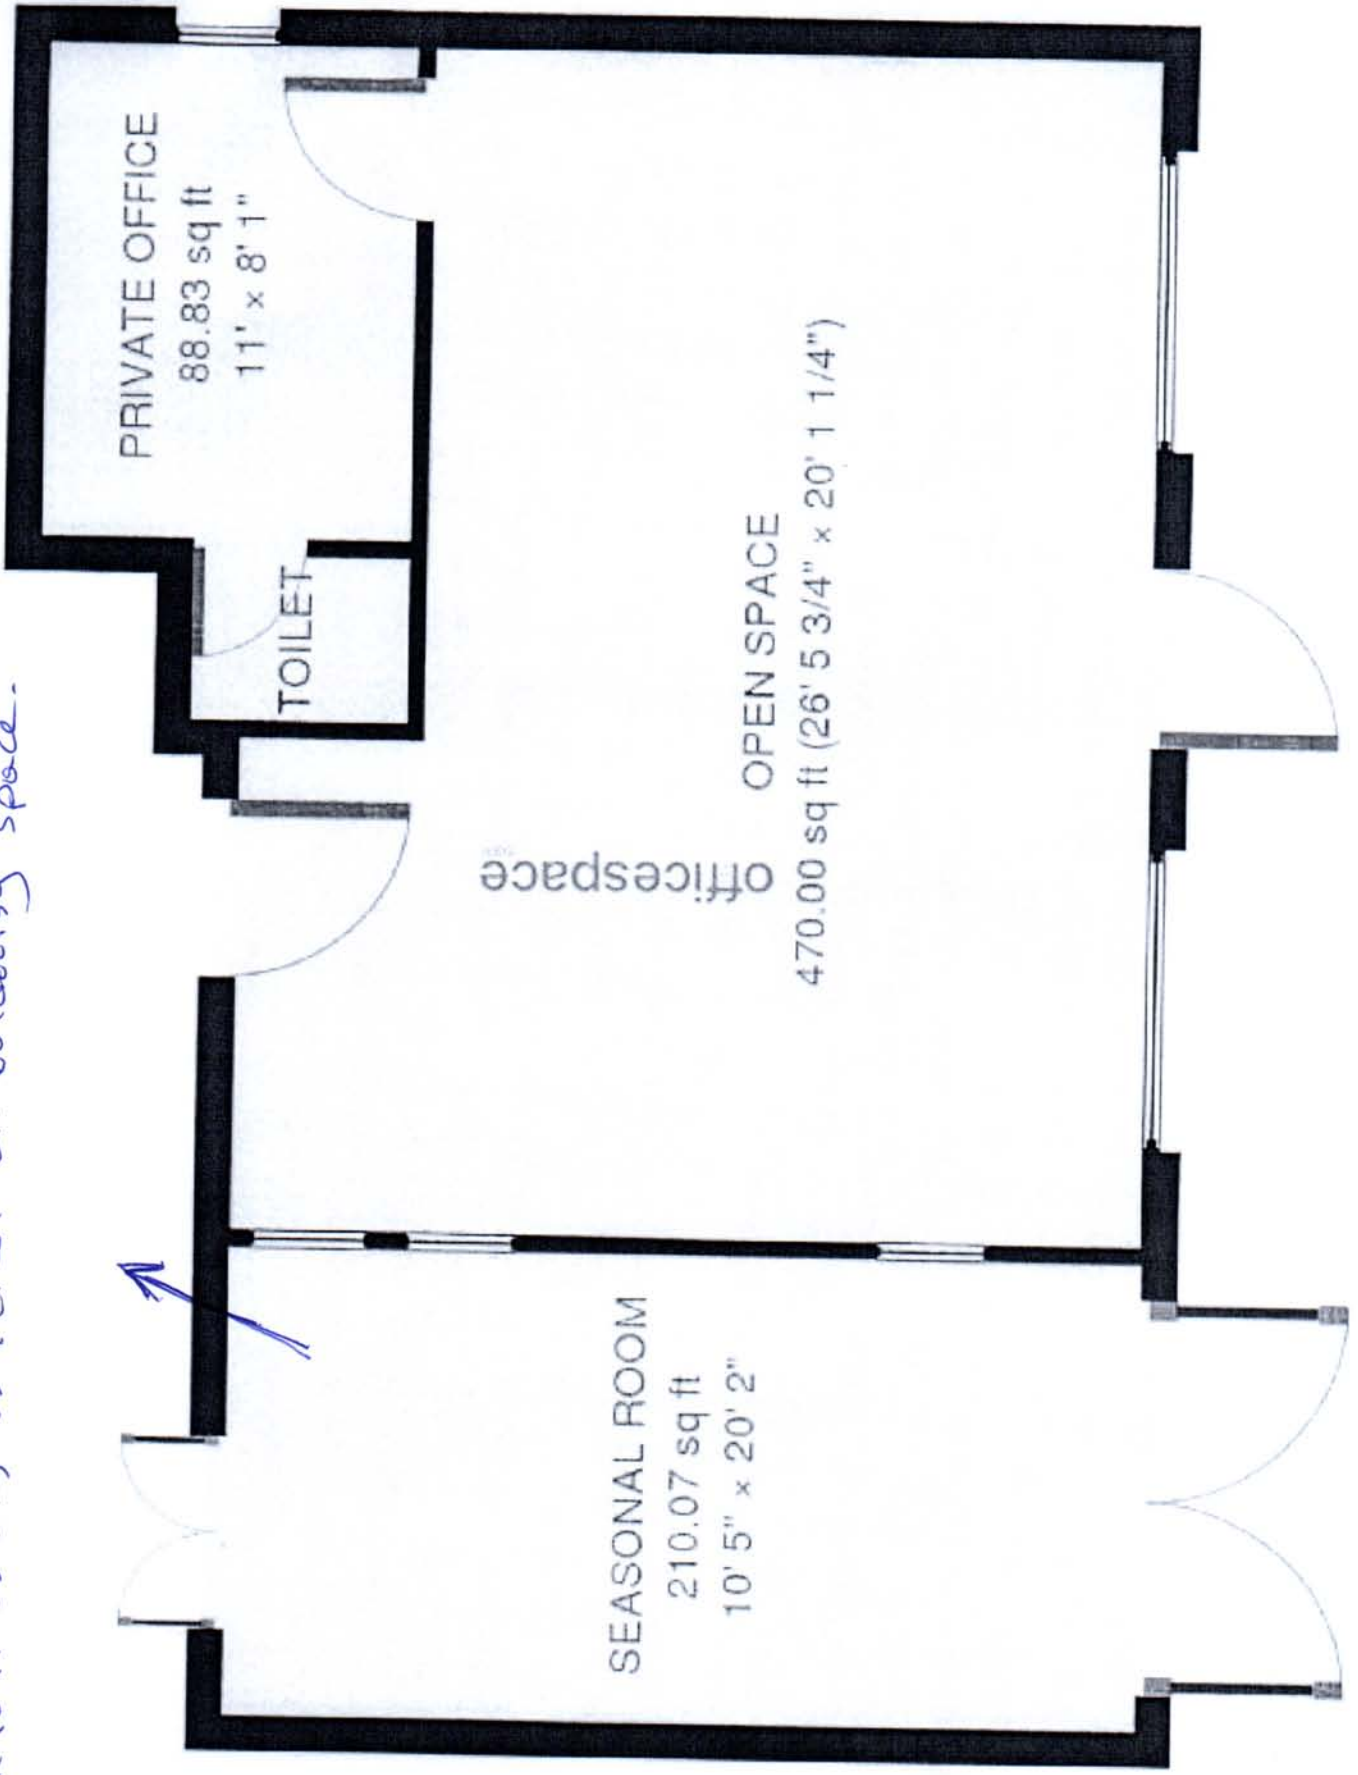 space.
PRIVATE OFFICE
88.83 sq ft
11' x 8' 1"
TOILET
OPEN SPACE
470.00 sq ft (26' 5 3/4" x 20' 1 1/4")
officespace
SEASONAL ROOM
210.07 sq ft
10' 5" x 20' 2"